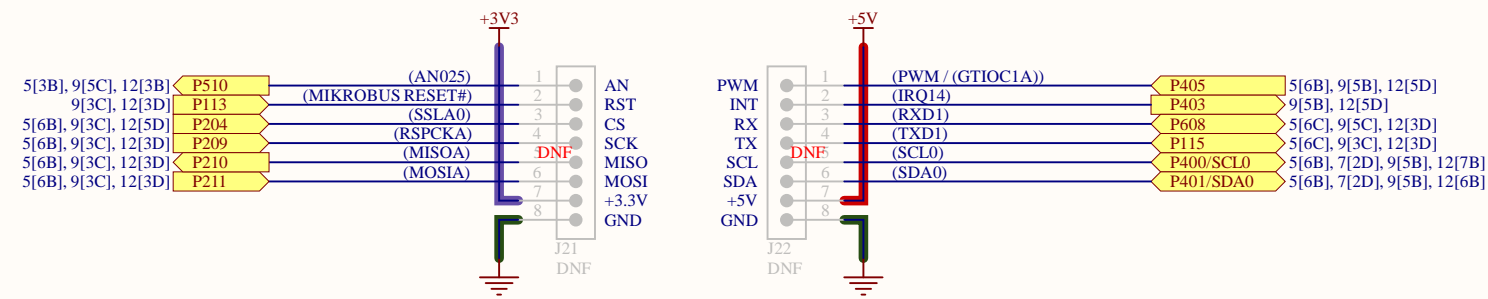 +3V3
+5V
5[3B], 9[5C], 12[3B] P510 (AN025) 1 AN
9[3C], 12[3D] P113 (MIKROBUS RESET#) 2 RST
5[6B], 9[3C], 12[5D] P204 (SSLA0) 3 CS
5[6B], 9[3C], 12[3D] P209 (RSPCKA) 4 SCK
5[6B], 9[3C], 12[3D] P210 (MISOA) DNF MISO
5[6B], 9[3C], 12[3D] P211 (MOSIA) 6 MOSI
7 +3.3V
8 GND
J21
DNF
PWM 1 (PWM / (GTIOC1A)) P405 5[6B], 9[5B], 12[5D]
INT 2 (IRQ14) P403 9[5B], 12[5D]
RX 3 (RXD1) P608 5[6C], 9[5C], 12[3D]
TX 4 (TXD1) P115 5[6C], 9[3C], 12[3D]
SCL DNF (SCL0) P400/SCL0 5[6B], 7[2D], 9[5B], 12[7B]
SDA 6 (SDA0) P401/SDA0 5[6B], 7[2D], 9[5B], 12[6B]
+5V 7
GND 8
J22
DNF